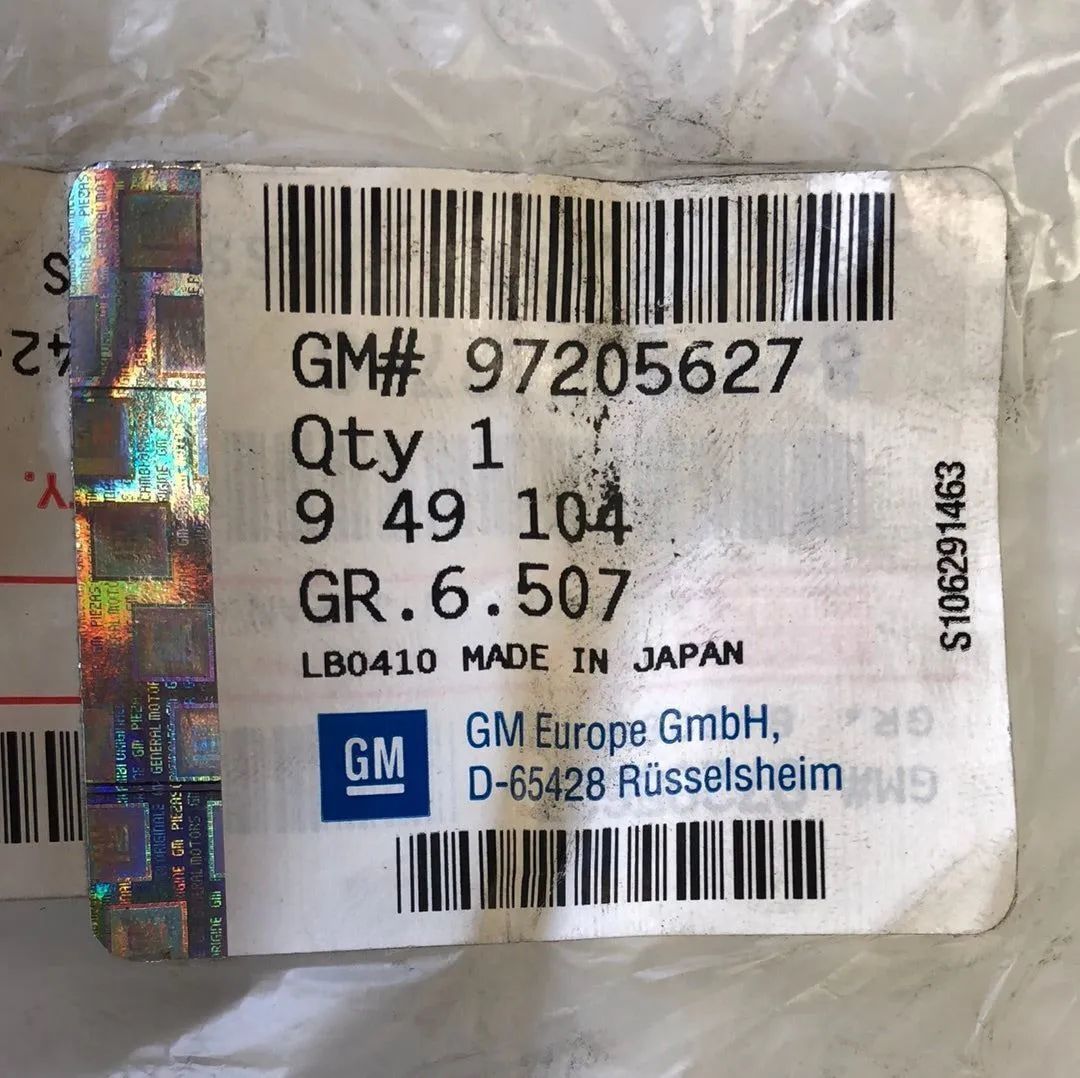 GM# 97205627
Qty 1
9 49 104
GR.6.507
LB0410 MADE IN JAPAN
GM
GM Europe GmbH,
D-65428 Rüsselsheim
S106291463